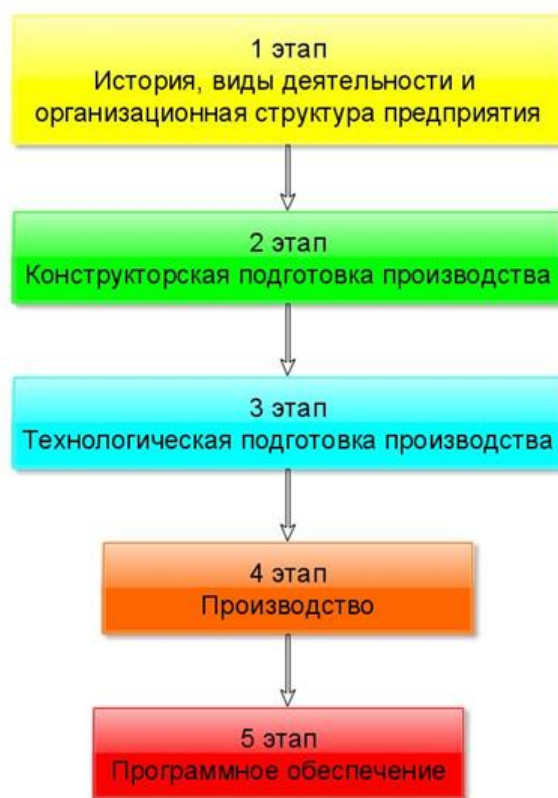 1 этап
История, виды деятельности и
организационная структура предприятия
2 этап
Конструкторская подготовка производства
3 этап
Технологическая подготовка производства
4 этап
Производство
5 этап
Программное обеспечение